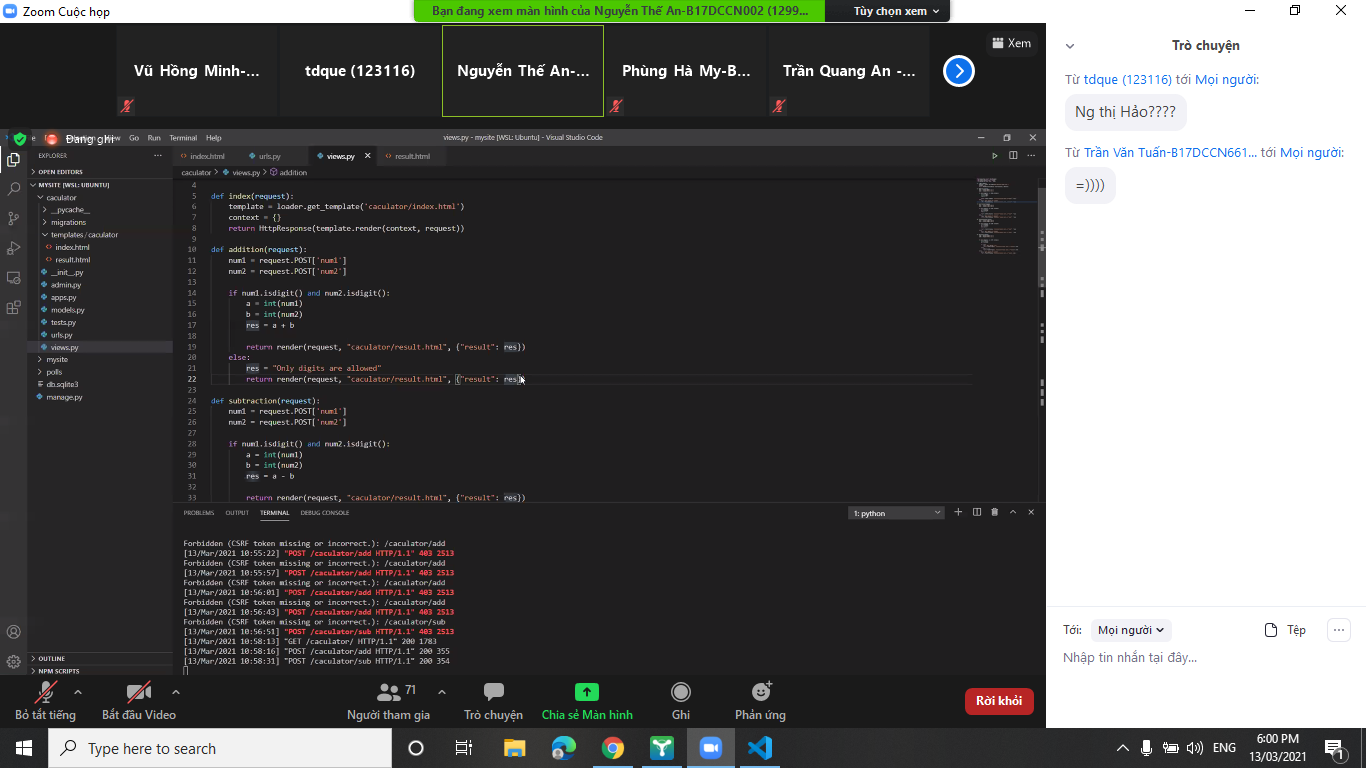 Zoom Cuộc họp
Bạn đang xem màn hình của Nguyễn Thế An-B17DCCN002 (1299...
Tùy chọn xem
Vũ Hồng Minh-...
tdque (123116)
Nguyễn Thế An-...
Phùng Hà My-B...
Trần Quang An -...
Xem
Đang ghi
Go Run Terminal Help
views.py - mysite [WSL: Ubuntu] - Visual Studio Code
EXPLORER
index.html urls.py views.py result.html
OPEN EDITORS
caculator > views.py > addition
MYSITE [WSL: UBUNTU]
caculator
__pycache__
migrations
templates / caculator
index.html
result.html
__init__.py
admin.py
apps.py
models.py
tests.py
urls.py
views.py
mysite
polls
db.sqlite3
manage.py
OUTLINE
NPM SCRIPTS
4
5 def index(request):
6 template = loader.get_template('caculator/index.html')
7 context = {}
8 return HttpResponse(template.render(context, request))
9
10 def addition(request):
11 num1 = request.POST['num1']
12 num2 = request.POST['num2']
13
14 if num1.isdigit() and num2.isdigit():
15 a = int(num1)
16 b = int(num2)
17 res = a + b
18
19 return render(request, "caculator/result.html", {"result": res})
20 else:
21 res = "Only digits are allowed"
22 return render(request, "caculator/result.html", {"result": res}
23
24 def subtraction(request):
25 num1 = request.POST['num1']
26 num2 = request.POST['num2']
27
28 if num1.isdigit() and num2.isdigit():
29 a = int(num1)
30 b = int(num2)
31 res = a - b
32
33 return render(request, "caculator/result.html", {"result": res})
PROBLEMS OUTPUT TERMINAL DEBUG CONSOLE
1: python
Forbidden (CSRF token missing or incorrect.): /caculator/add
[13/Mar/2021 10:55:22] "POST /caculator/add HTTP/1.1" 403 2513
Forbidden (CSRF token missing or incorrect.): /caculator/add
[13/Mar/2021 10:55:57] "POST /caculator/add HTTP/1.1" 403 2513
Forbidden (CSRF token missing or incorrect.): /caculator/add
[13/Mar/2021 10:56:01] "POST /caculator/add HTTP/1.1" 403 2513
Forbidden (CSRF token missing or incorrect.): /caculator/add
[13/Mar/2021 10:56:43] "POST /caculator/add HTTP/1.1" 403 2513
Forbidden (CSRF token missing or incorrect.): /caculator/sub
[13/Mar/2021 10:56:51] "POST /caculator/sub HTTP/1.1" 403 2513
[13/Mar/2021 10:58:13] "GET /caculator/ HTTP/1.1" 200 1783
[13/Mar/2021 10:58:16] "POST /caculator/add HTTP/1.1" 200 355
[13/Mar/2021 10:58:31] "POST /caculator/sub HTTP/1.1" 200 354
Bỏ tắt tiếng
Bắt đầu Video
71
Người tham gia
Trò chuyện
Chia sẻ Màn hình
Ghi
Phản ứng
Rời khỏi
Trò chuyện
Từ tdque (123116) tới Mọi người:
Ng thị Hảo????
Từ Trần Văn Tuấn-B17DCCN661... tới Mọi người:
=))))
Tới: Mọi người
Tệp
Nhập tin nhắn tại đây...
Type here to search
ENG
6:00 PM
13/03/2021
1